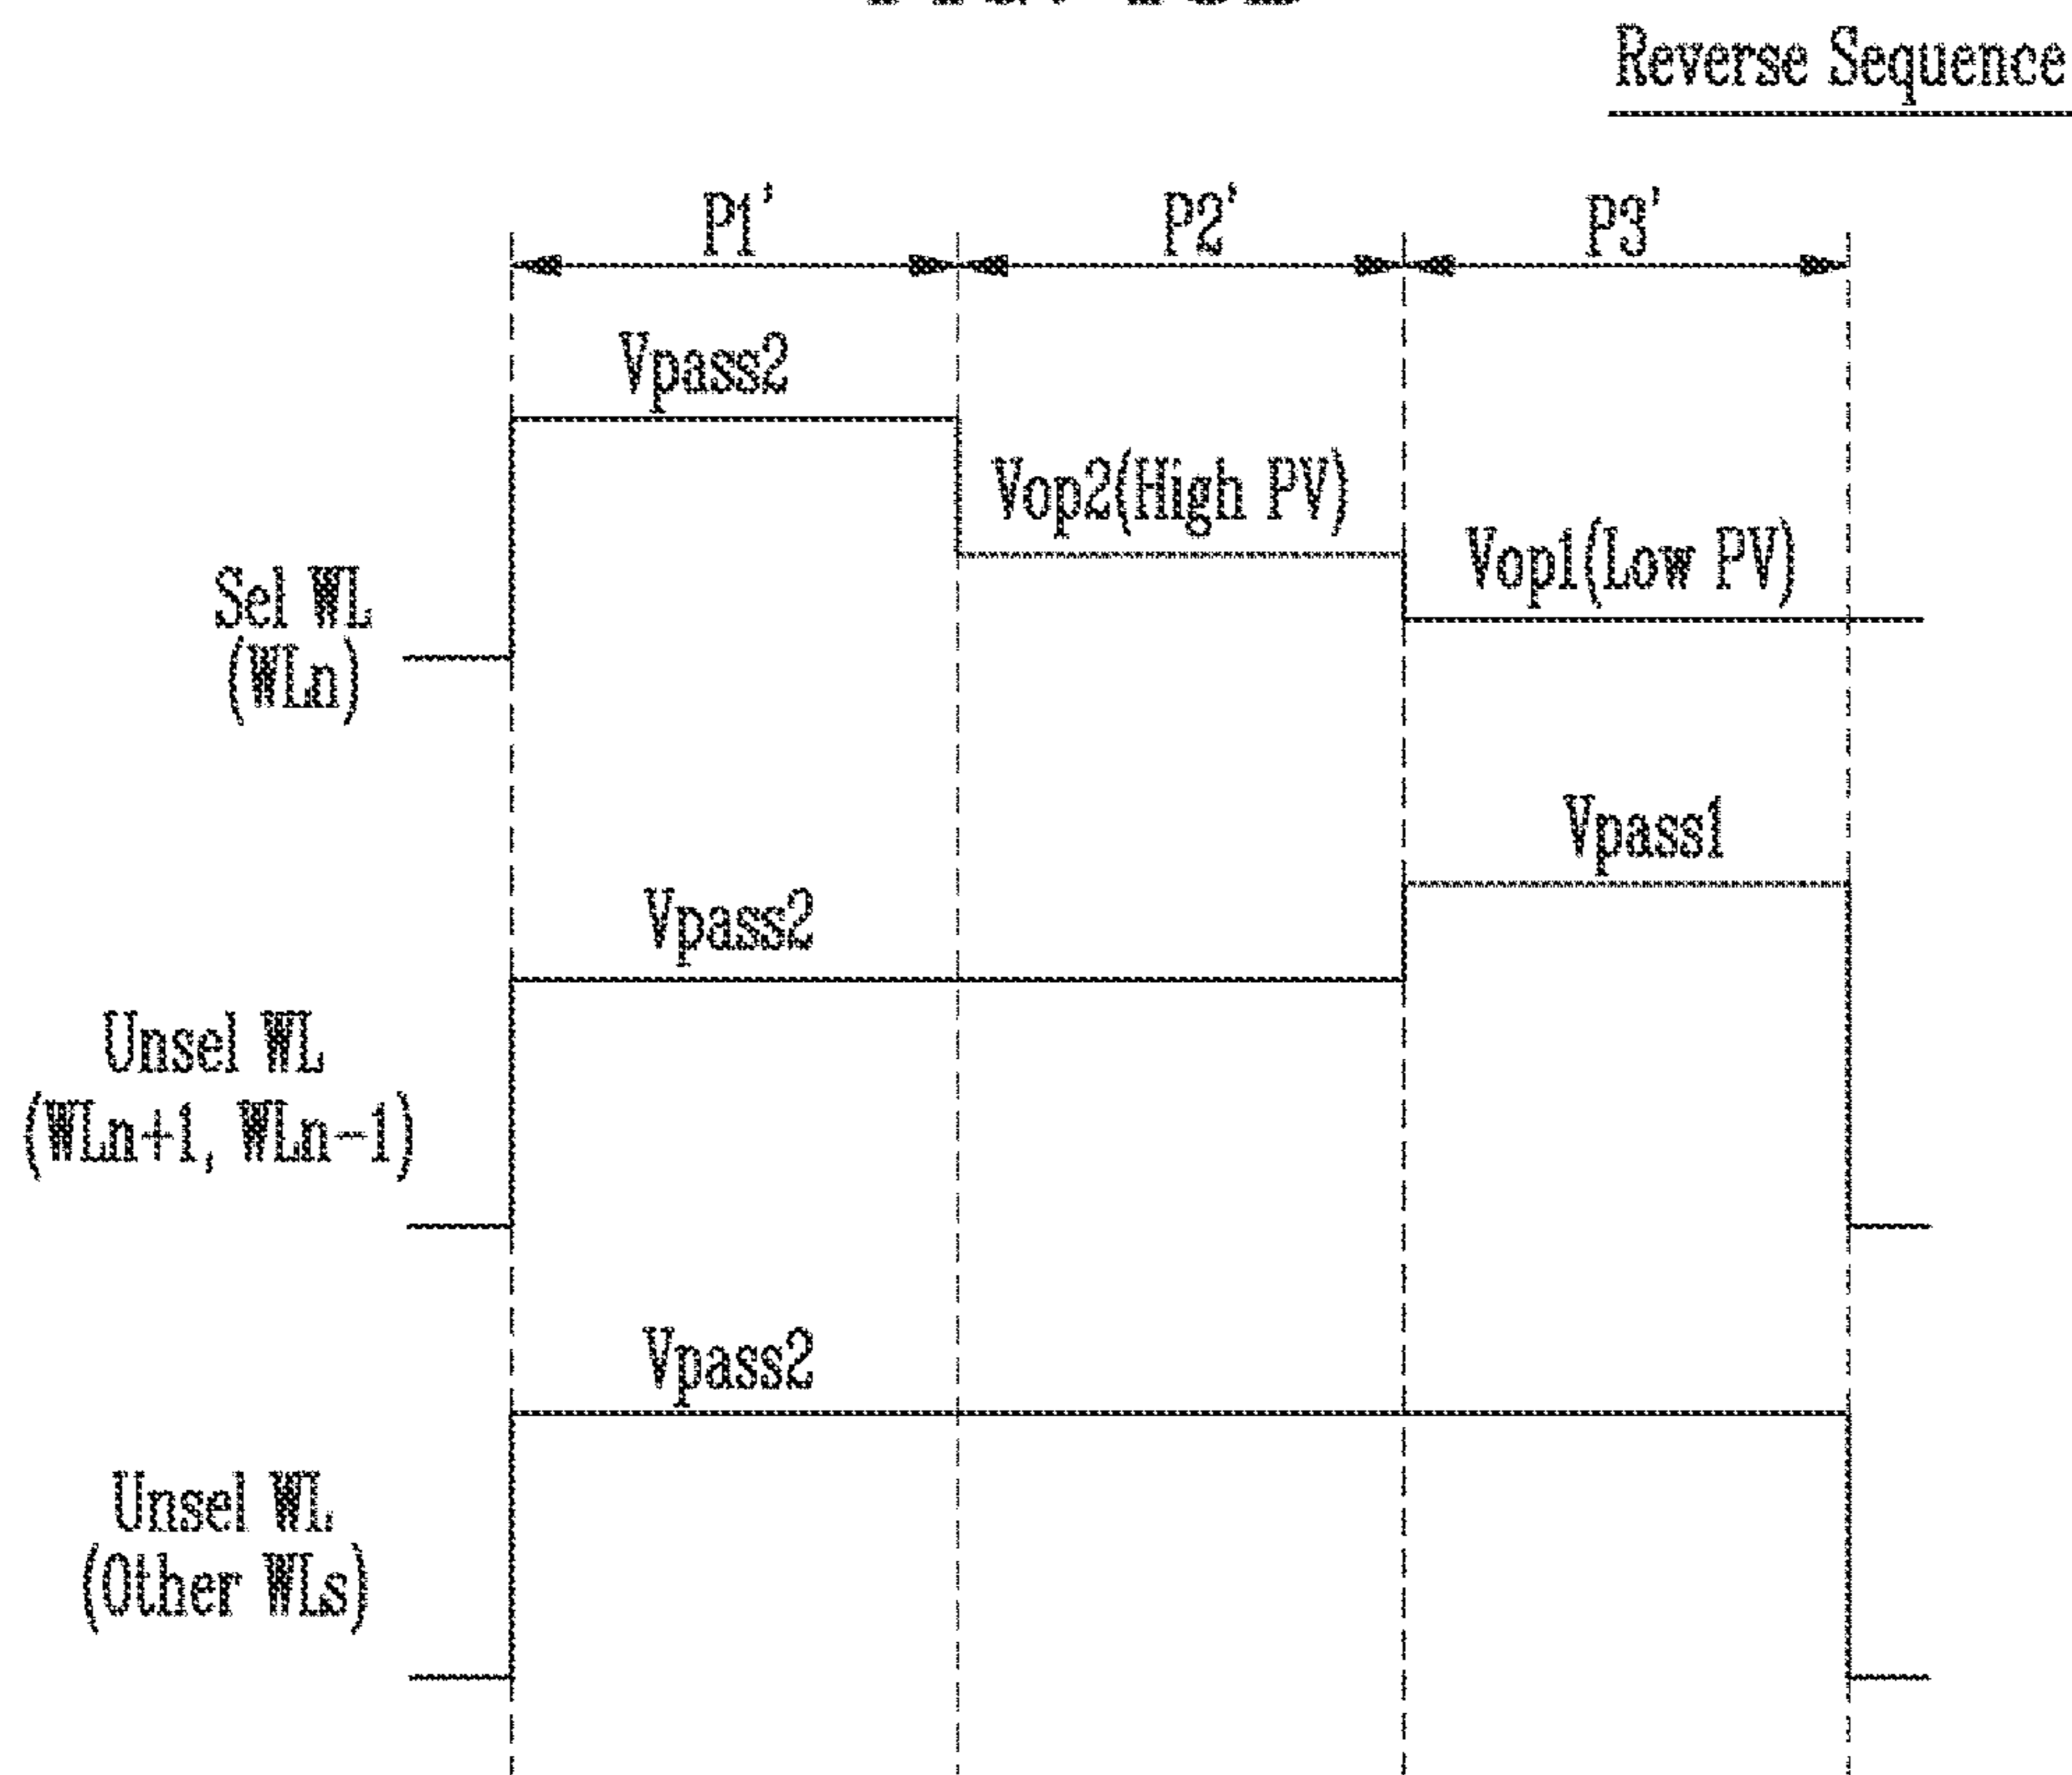 Reverse Sequence
P1' P2' P3'
Vpass2
Vop2(High PV)
Vop1(Low PV)
Sel WL
(WLn)
Vpass1
Vpass2
Unsel WL
(WLn+1, WLn-1)
Vpass2
Unsel WL
(Other WLs)